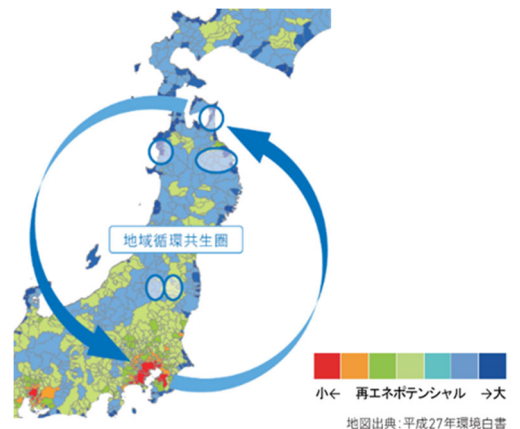 地域循環共生圏
小← 再エネポテンシャル →大
地図出典:平成27年環境白書